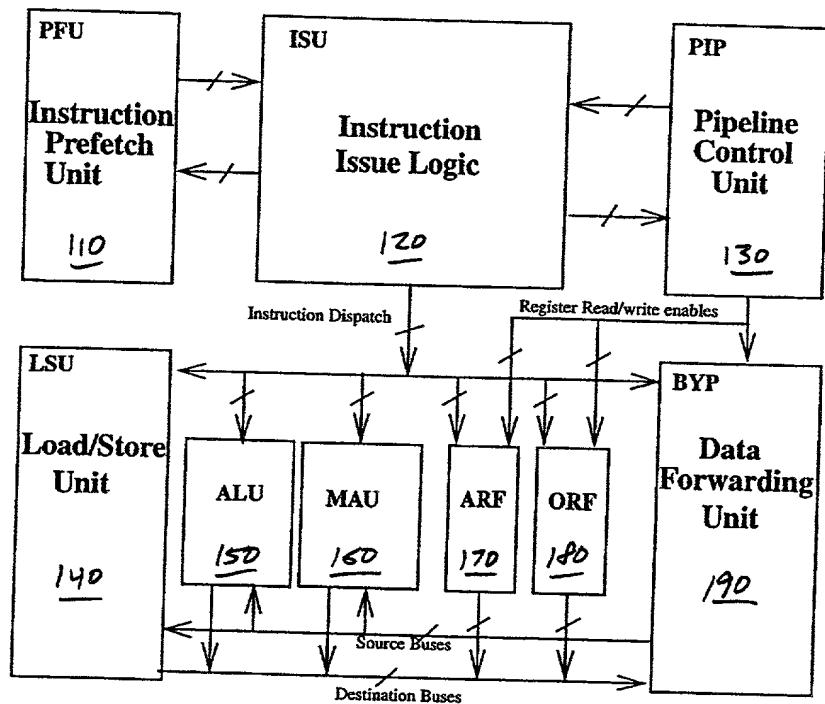 PFU
Instruction
Prefetch
Unit
110
ISU
Instruction
Issue Logic
120
PIP
Pipeline
Control
Unit
130
Instruction Dispatch
Register Read/write enables
LSU
Load/Store
Unit
140
ALU
150
MAU
160
ARF
170
ORF
180
BYP
Data
Forwarding
Unit
190
Source Buses
Destination Buses